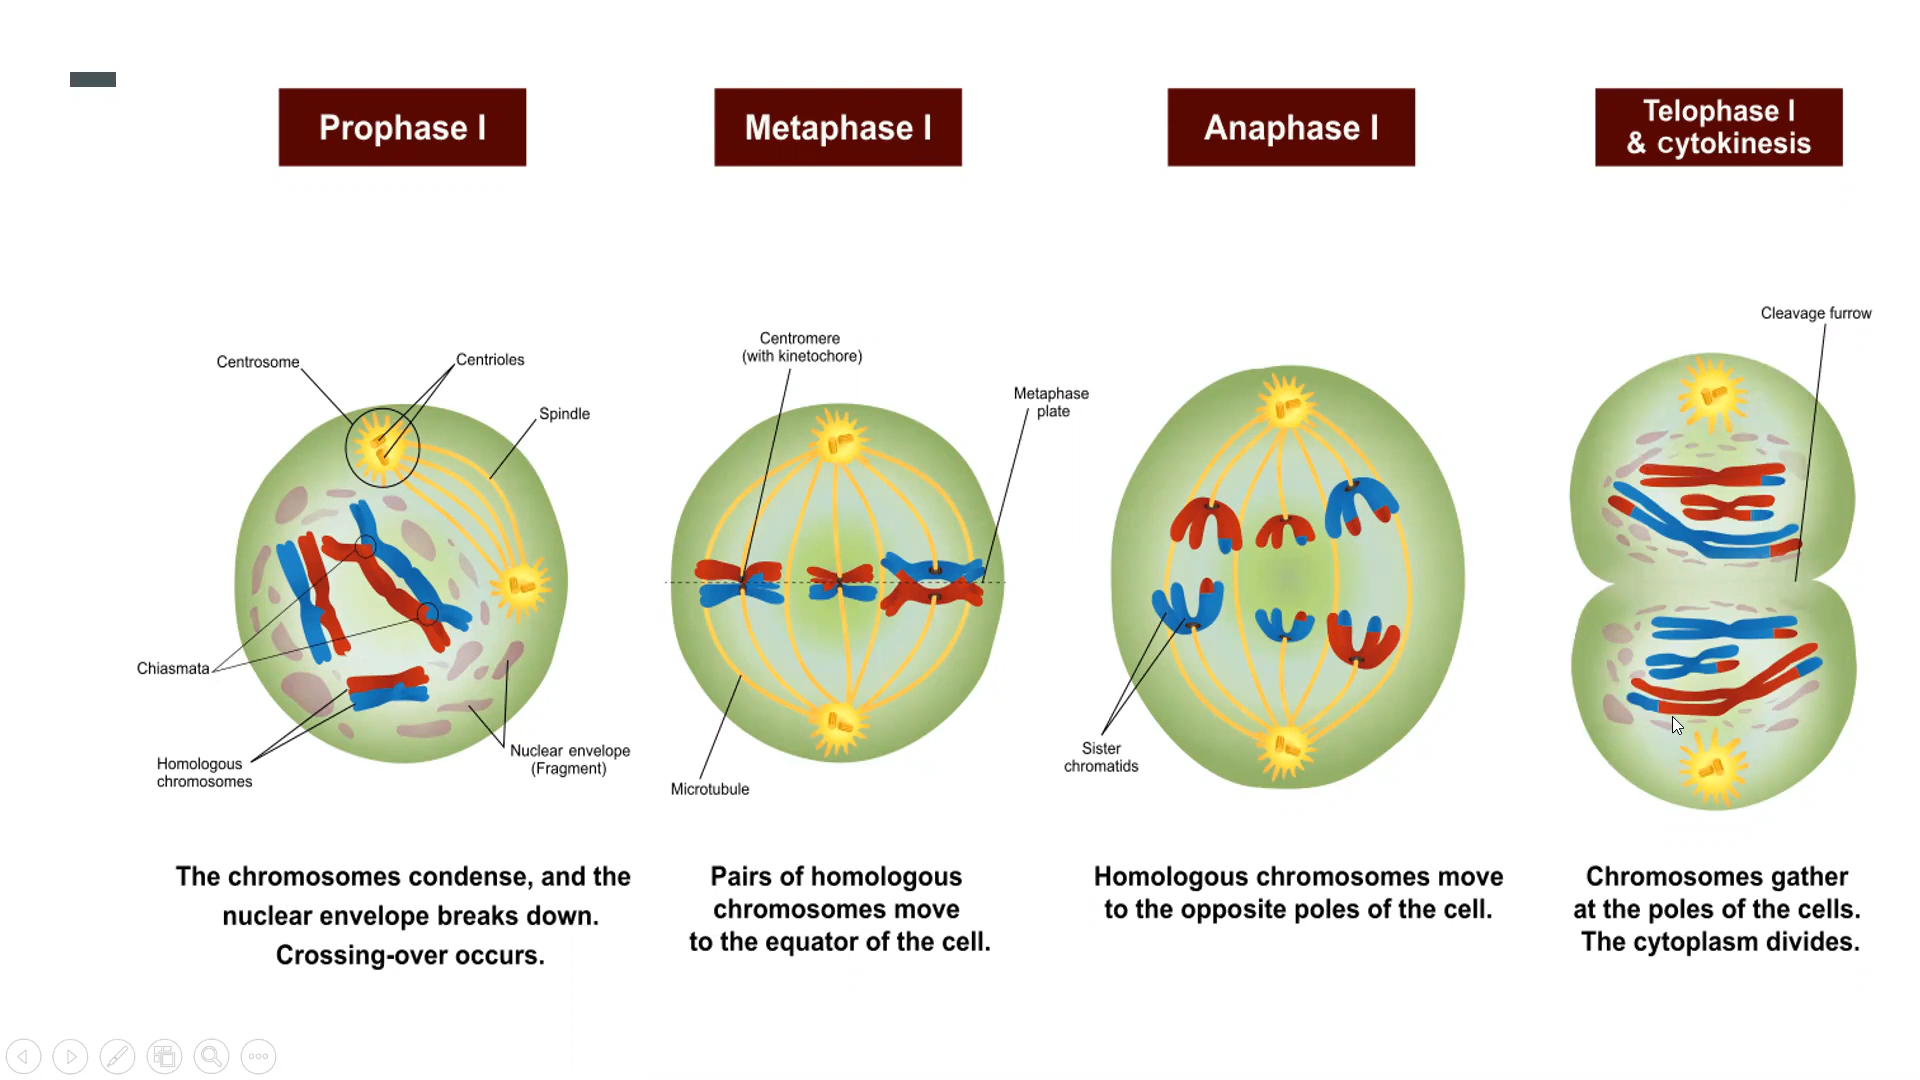 Prophase I
Metaphase I
Anaphase I
Telophase I
& cytokinesis
Centrosome
Centrioles
Spindle
Chiasmata
Homologous
chromosomes
Nuclear envelope
(Fragment)
Centromere
(with kinetochore)
Metaphase
plate
Microtubule
Sister
chromatids
Cleavage furrow
The chromosomes condense, and the
nuclear envelope breaks down.
Crossing-over occurs.
Pairs of homologous
chromosomes move
to the equator of the cell.
Homologous chromosomes move
to the opposite poles of the cell.
Chromosomes gather
at the poles of the cells.
The cytoplasm divides.